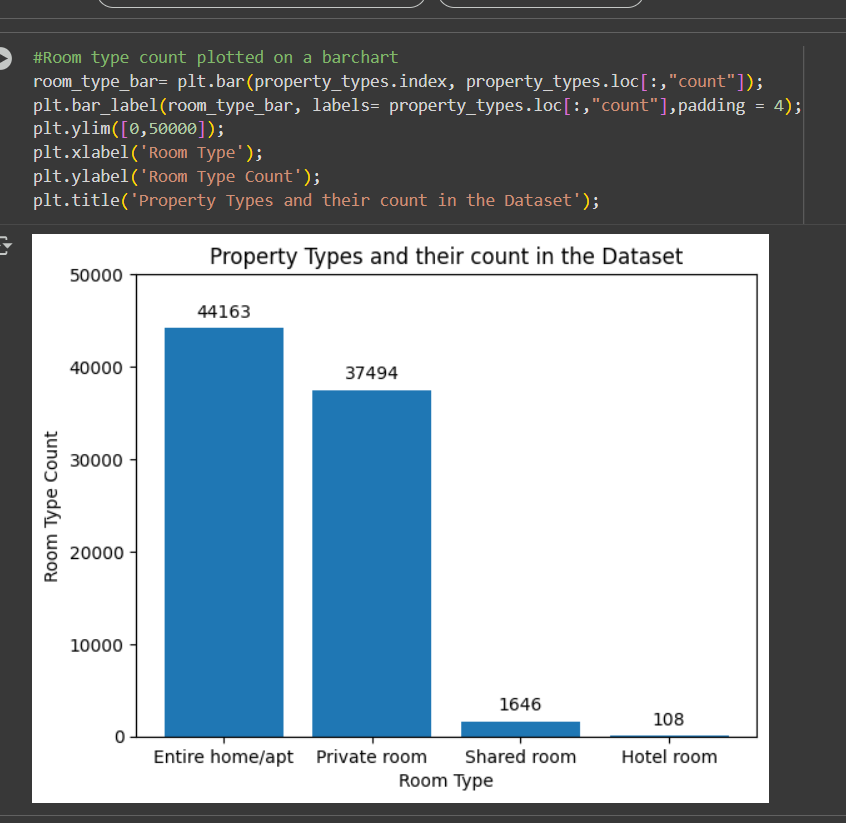 #Room type count plotted on a barchart
room_type_bar= plt.bar(property_types.index, property_types.loc[:,"count"]);
plt.bar_label(room_type_bar, labels= property_types.loc[:,"count"],padding = 4);
plt.ylim([0,50000]);
plt.xlabel('Room Type');
plt.ylabel('Room Type Count');
plt.title('Property Types and their count in the Dataset');
Property Types and their count in the Dataset
50000
44163
40000
37494
30000
Room Type Count
20000
10000
1646
108
0
Entire home/apt Private room Shared room Hotel room
Room Type